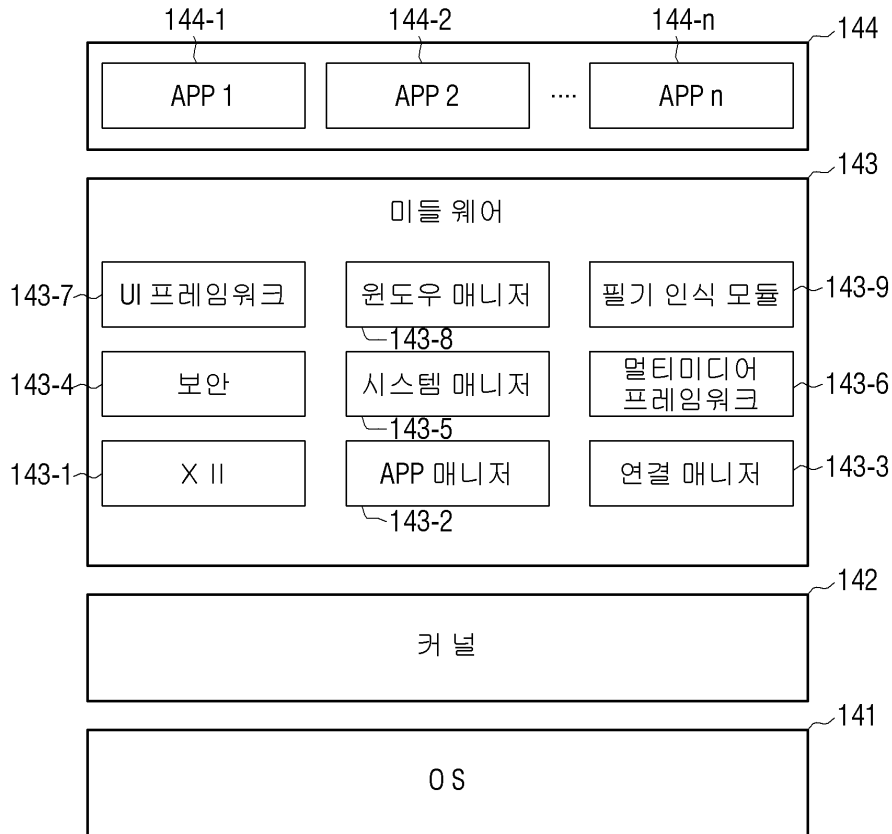 144-1 144-2 144-n 144
APP 1 APP 2 .... APP n
143
미들 웨어
143-7 UI 프레임워크 윈도우 매니저 필기 인식 모듈 143-9
143-8
143-4 보안 시스템 매니저 멀티미디어
프레임워크 143-6
143-5
143-1 X II APP 매니저 연결 매니저 143-3
143-2
142
커 널
141
O S